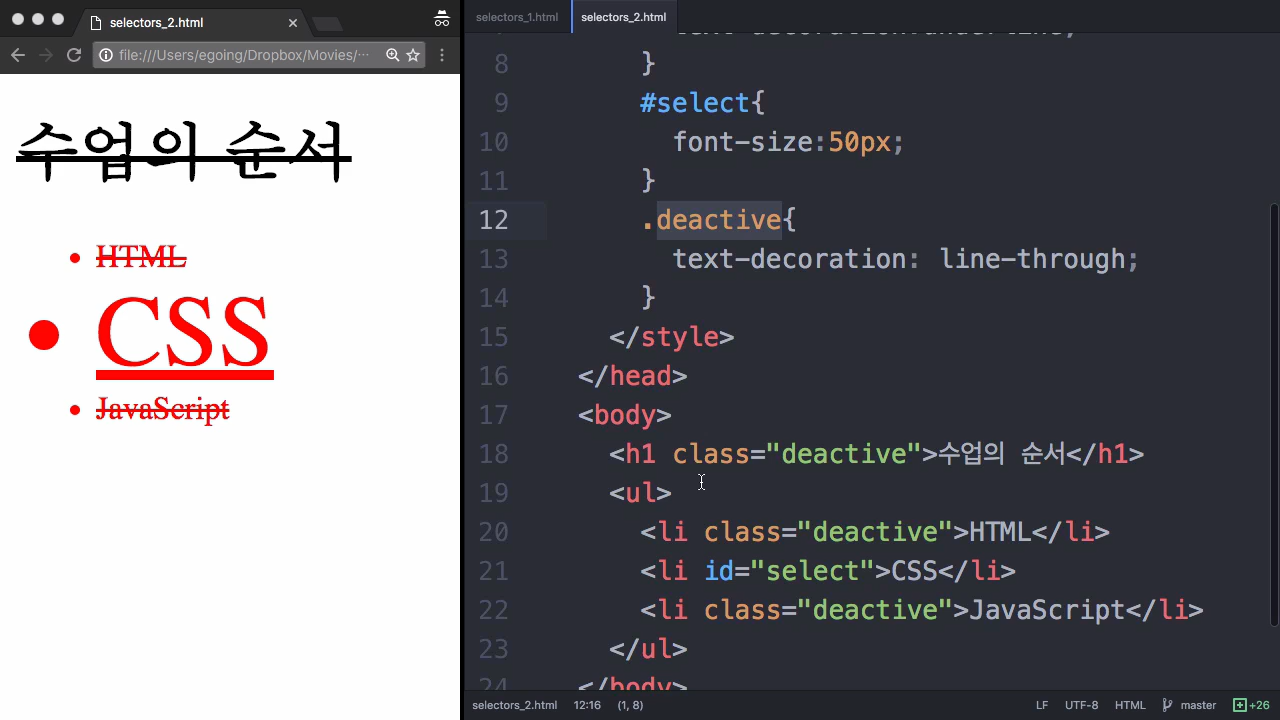 selectors_2.html
file:///Users/egoing/Dropbox/Movies/···
수업의 순서
HTML
CSS
JavaScript
selectors_1.html
selectors_2.html
8 }
9 #select{
10 font-size:50px;
11 }
12 .deactive{
13 text-decoration: line-through;
14 }
15 </style>
16 </head>
17 <body>
18 <h1 class="deactive">수업의 순서</h1>
19 <ul>
20 <li class="deactive">HTML</li>
21 <li id="select">CSS</li>
22 <li class="deactive">JavaScript</li>
23 </ul>
24 </body>
selectors_2.html 12:16 (1, 8) LF UTF-8 HTML master +26